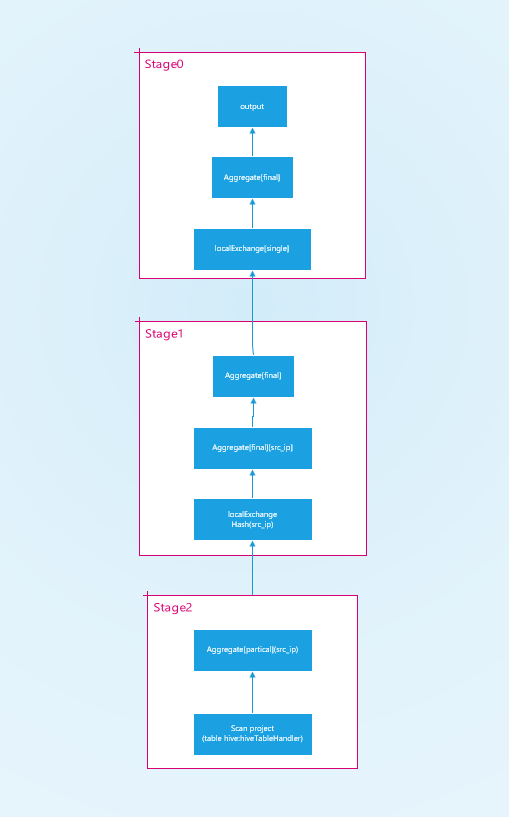 Stage0
output
Aggregate[final]
localExchange[single]
Stage1
Aggregate[final]
Aggregate[final](src_ip]
localExchange
Hash(src_ip)
Stage2
Aggregate[partical](src_ip)
Scan project
(table hive:hiveTableHandler)